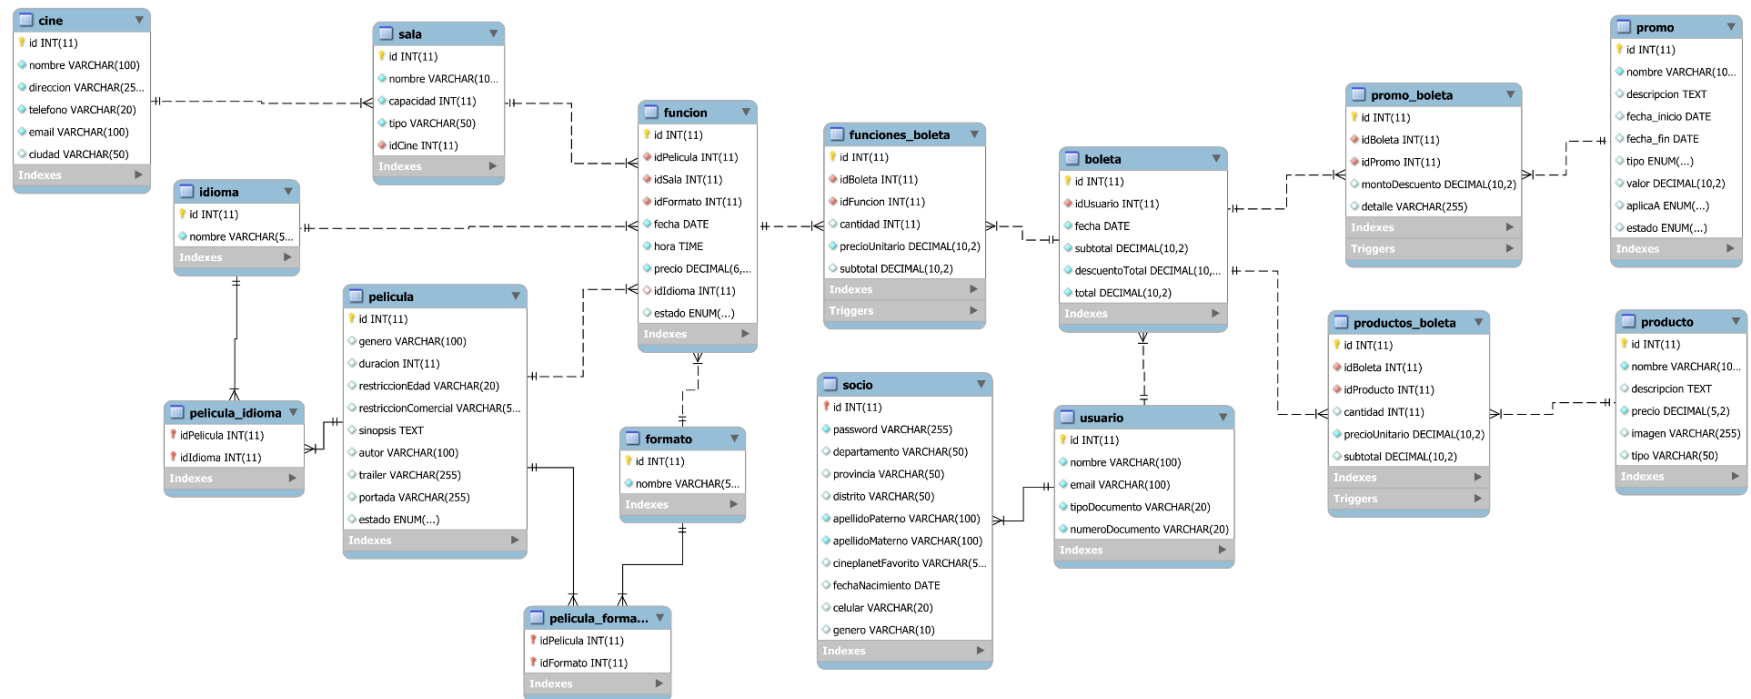 cine
id INT(11)
nombre VARCHAR(100)
direccion VARCHAR(25...
telefono VARCHAR(20)
email VARCHAR(100)
ciudad VARCHAR(50)
Indexes
sala
id INT(11)
nombre VARCHAR(10...
capacidad INT(11)
tipo VARCHAR(50)
idCine INT(11)
Indexes
idioma
id INT(11)
nombre VARCHAR(5...
Indexes
pelicula
id INT(11)
genero VARCHAR(100)
duracion INT(11)
restriccionEdad VARCHAR(20)
restriccionComercial VARCHAR(5...
sinopsis TEXT
autor VARCHAR(100)
trailer VARCHAR(255)
portada VARCHAR(255)
estado ENUM(...)
Indexes
pelicula_idioma
idPelicula INT(11)
idIdioma INT(11)
Indexes
funcion
id INT(11)
idPelicula INT(11)
idSala INT(11)
idFormato INT(11)
fecha DATE
hora TIME
precio DECIMAL(6,...
idIdioma INT(11)
estado ENUM(...)
Indexes
formato
id INT(11)
nombre VARCHAR(5...
Indexes
pelicula_forma...
idPelicula INT(11)
idFormato INT(11)
Indexes
funciones_boleta
id INT(11)
idBoleta INT(11)
idFuncion INT(11)
cantidad INT(11)
precioUnitario DECIMAL(10,2)
subtotal DECIMAL(10,2)
Indexes
Triggers
socio
id INT(11)
password VARCHAR(255)
departamento VARCHAR(50)
provincia VARCHAR(50)
distrito VARCHAR(50)
apellidoPaterno VARCHAR(100)
apellidoMaterno VARCHAR(100)
cineplanetFavorito VARCHAR(5...
fechaNacimiento DATE
celular VARCHAR(20)
genero VARCHAR(10)
Indexes
boleta
id INT(11)
idUsuario INT(11)
fecha DATE
subtotal DECIMAL(10,2)
descuentoTotal DECIMAL(10,...
total DECIMAL(10,2)
Indexes
usuario
id INT(11)
nombre VARCHAR(100)
email VARCHAR(100)
tipoDocumento VARCHAR(20)
numeroDocumento VARCHAR(20)
Indexes
promo_boleta
id INT(11)
idBoleta INT(11)
idPromo INT(11)
montoDescuento DECIMAL(10,2)
detalle VARCHAR(255)
Indexes
Triggers
productos_boleta
id INT(11)
idBoleta INT(11)
idProducto INT(11)
cantidad INT(11)
precioUnitario DECIMAL(10,2)
subtotal DECIMAL(10,2)
Indexes
Triggers
promo
id INT(11)
nombre VARCHAR(10...
descripcion TEXT
fecha_inicio DATE
fecha_fin DATE
tipo ENUM(...)
valor DECIMAL(10,2)
aplicaA ENUM(...)
estado ENUM(...)
Indexes
producto
id INT(11)
nombre VARCHAR(10...
descripcion TEXT
precio DECIMAL(5,2)
imagen VARCHAR(255)
tipo VARCHAR(50)
Indexes